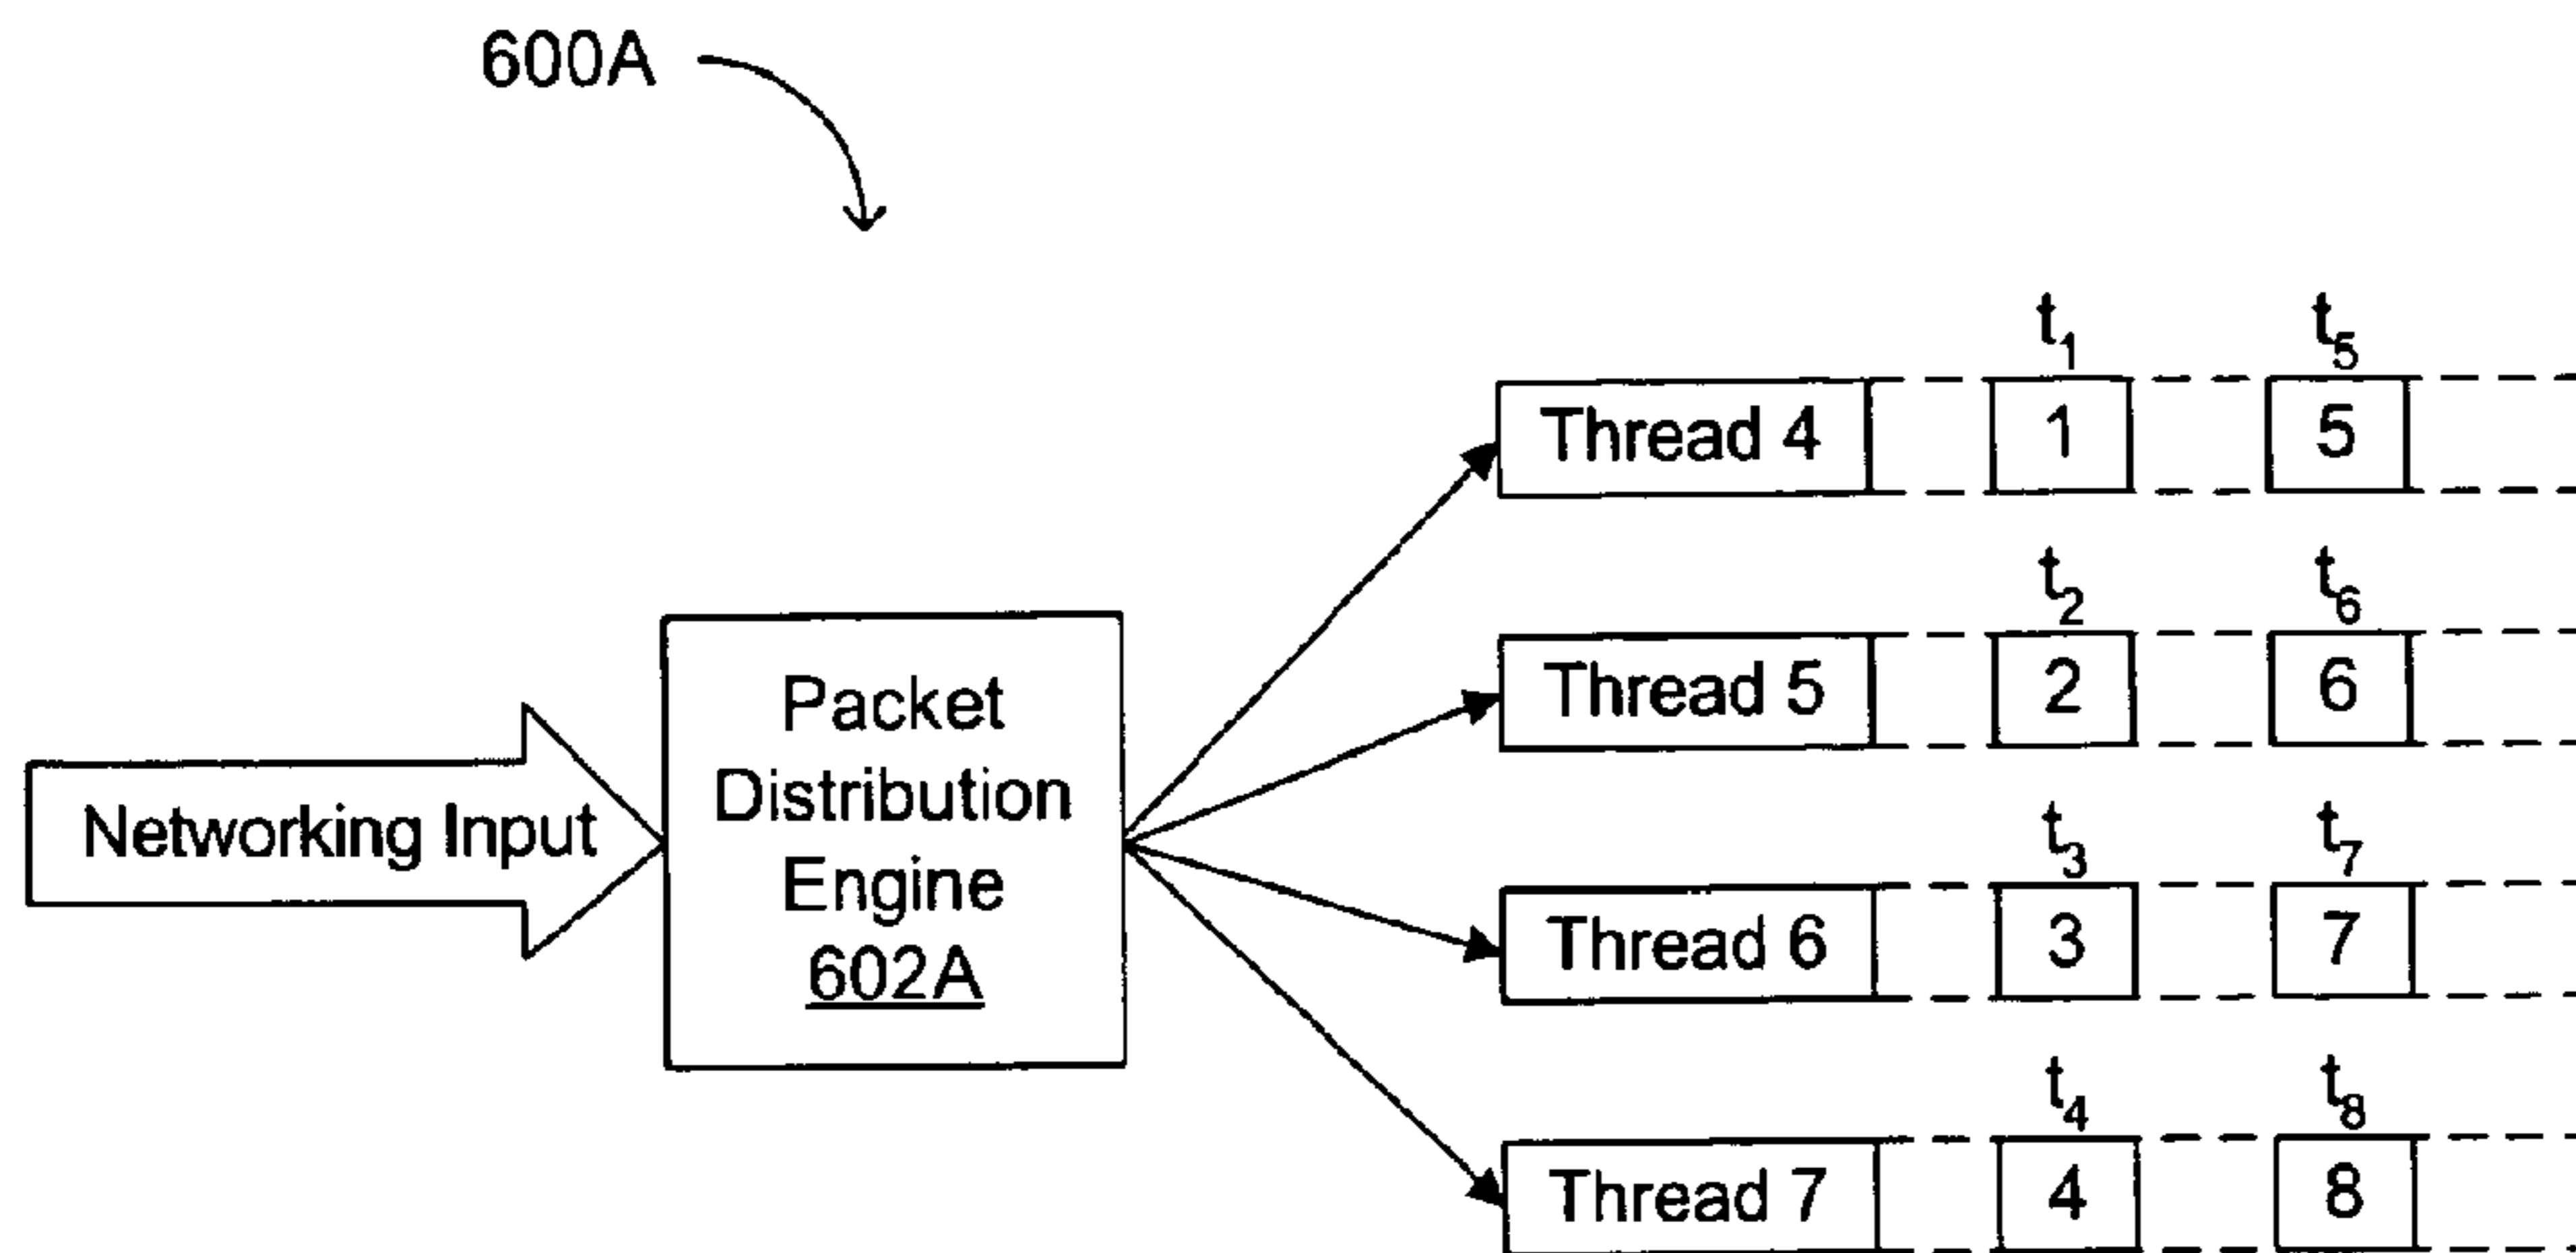 600A
Networking Input
Packet
Distribution
Engine
602A
t1 t5
Thread 4 1 5
t2 t6
Thread 5 2 6
t3 t7
Thread 6 3 7
t4 t8
Thread 7 4 8